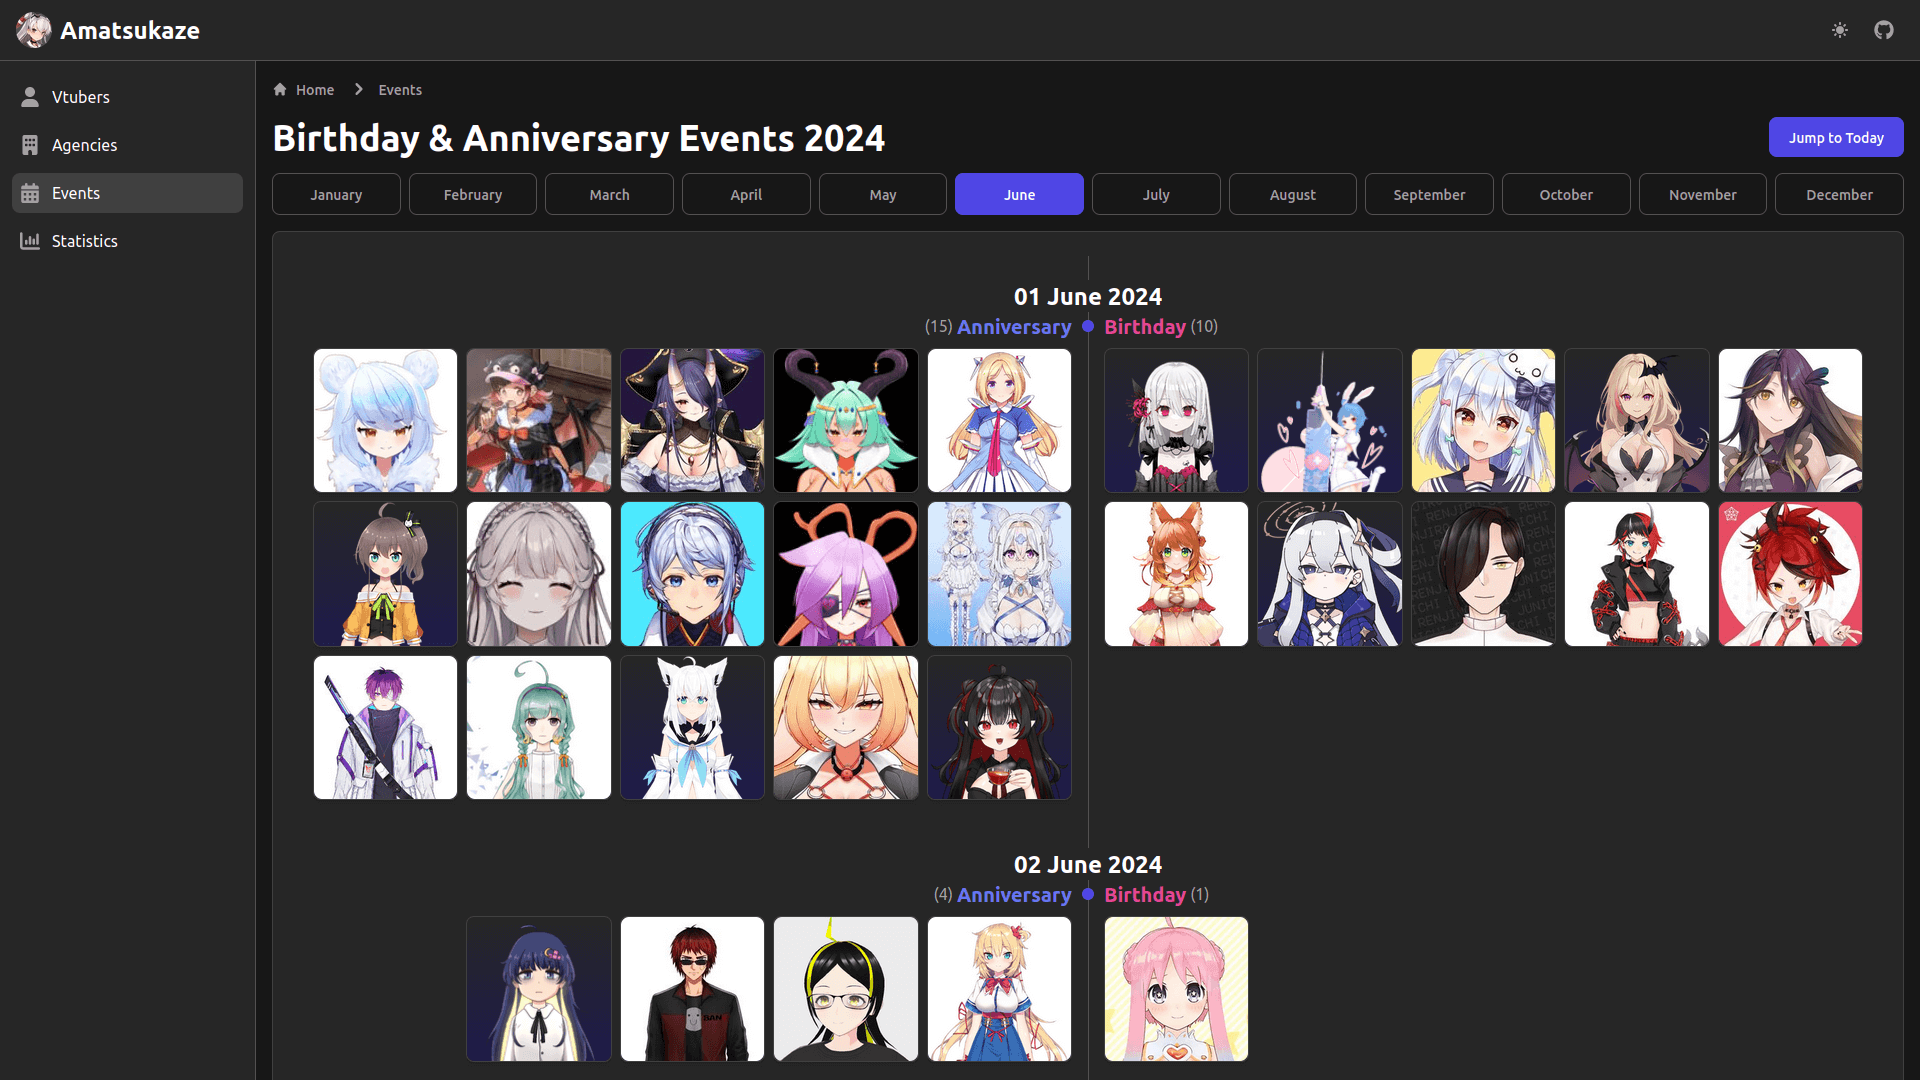 Amatsukaze
Vtubers
Agencies
Events
Statistics
Home
Events
Birthday & Anniversary Events 2024
Jump to Today
January
February
March
April
May
June
July
August
September
October
November
December
01 June 2024
(15) Anniversary
Birthday (10)
02 June 2024
(4) Anniversary
Birthday (1)
BAN